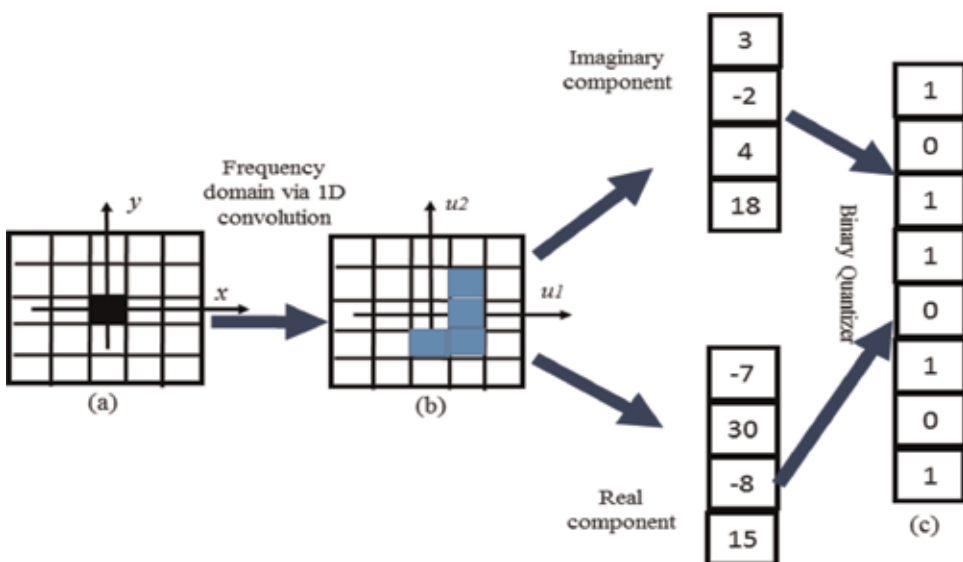 y
x
(a)
Frequency
domain via 1D
convolution
u2
u1
(b)
Imaginary
component
3
-2
4
18
Real
component
-7
30
-8
15
Binary Quantizer
1
0
1
1
0
1
0
1
(c)